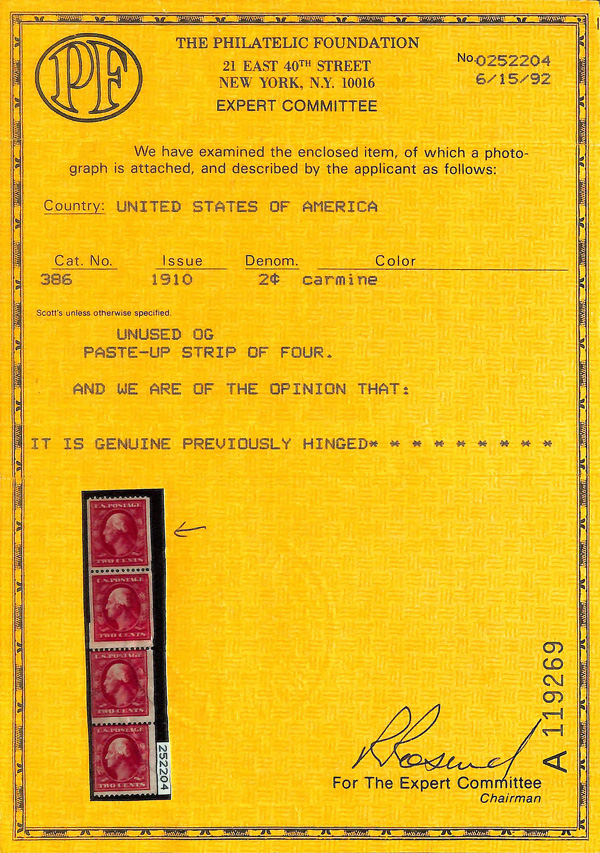 PF
THE PHILATELIC FOUNDATION
21 EAST 40TH STREET
NEW YORK, N.Y. 10016
EXPERT COMMITTEE
No. 0252204
6/15/92
We have examined the enclosed item, of which a photo-
graph is attached, and described by the applicant as follows:
Country: UNITED STATES OF AMERICA
Cat. No. Issue Denom. Color
386 1910 2¢ carmine
Scott's unless otherwise specified.
UNUSED OG
PASTE-UP STRIP OF FOUR.
AND WE ARE OF THE OPINION THAT:
IT IS GENUINE PREVIOUSLY HINGED* * * * * * * * *
U.S. POSTAGE
TWO CENTS
U.S. POSTAGE
TWO CENTS
U.S. POSTAGE
TWO CENTS
U.S. POSTAGE
TWO CENTS
252204
A 119269
For The Expert Committee
Chairman